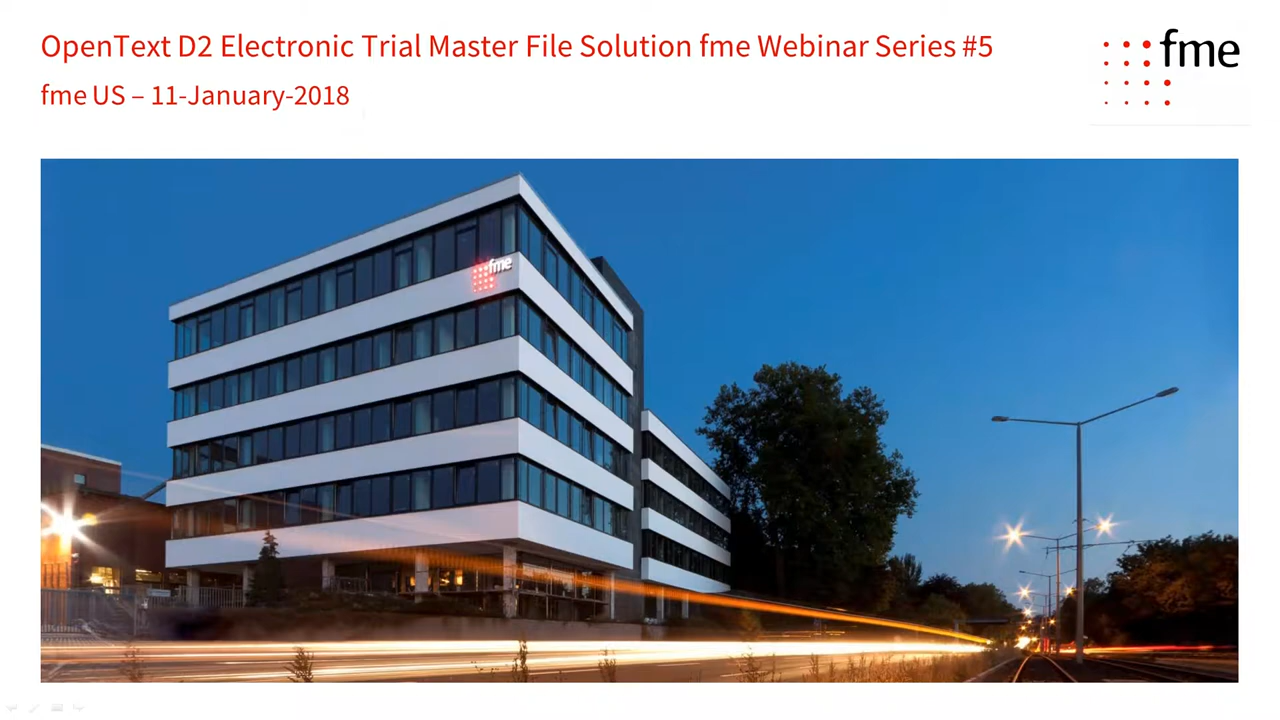 OpenText D2 Electronic Trial Master File Solution fme Webinar Series #5
fme US – 11-January-2018
fme
fme